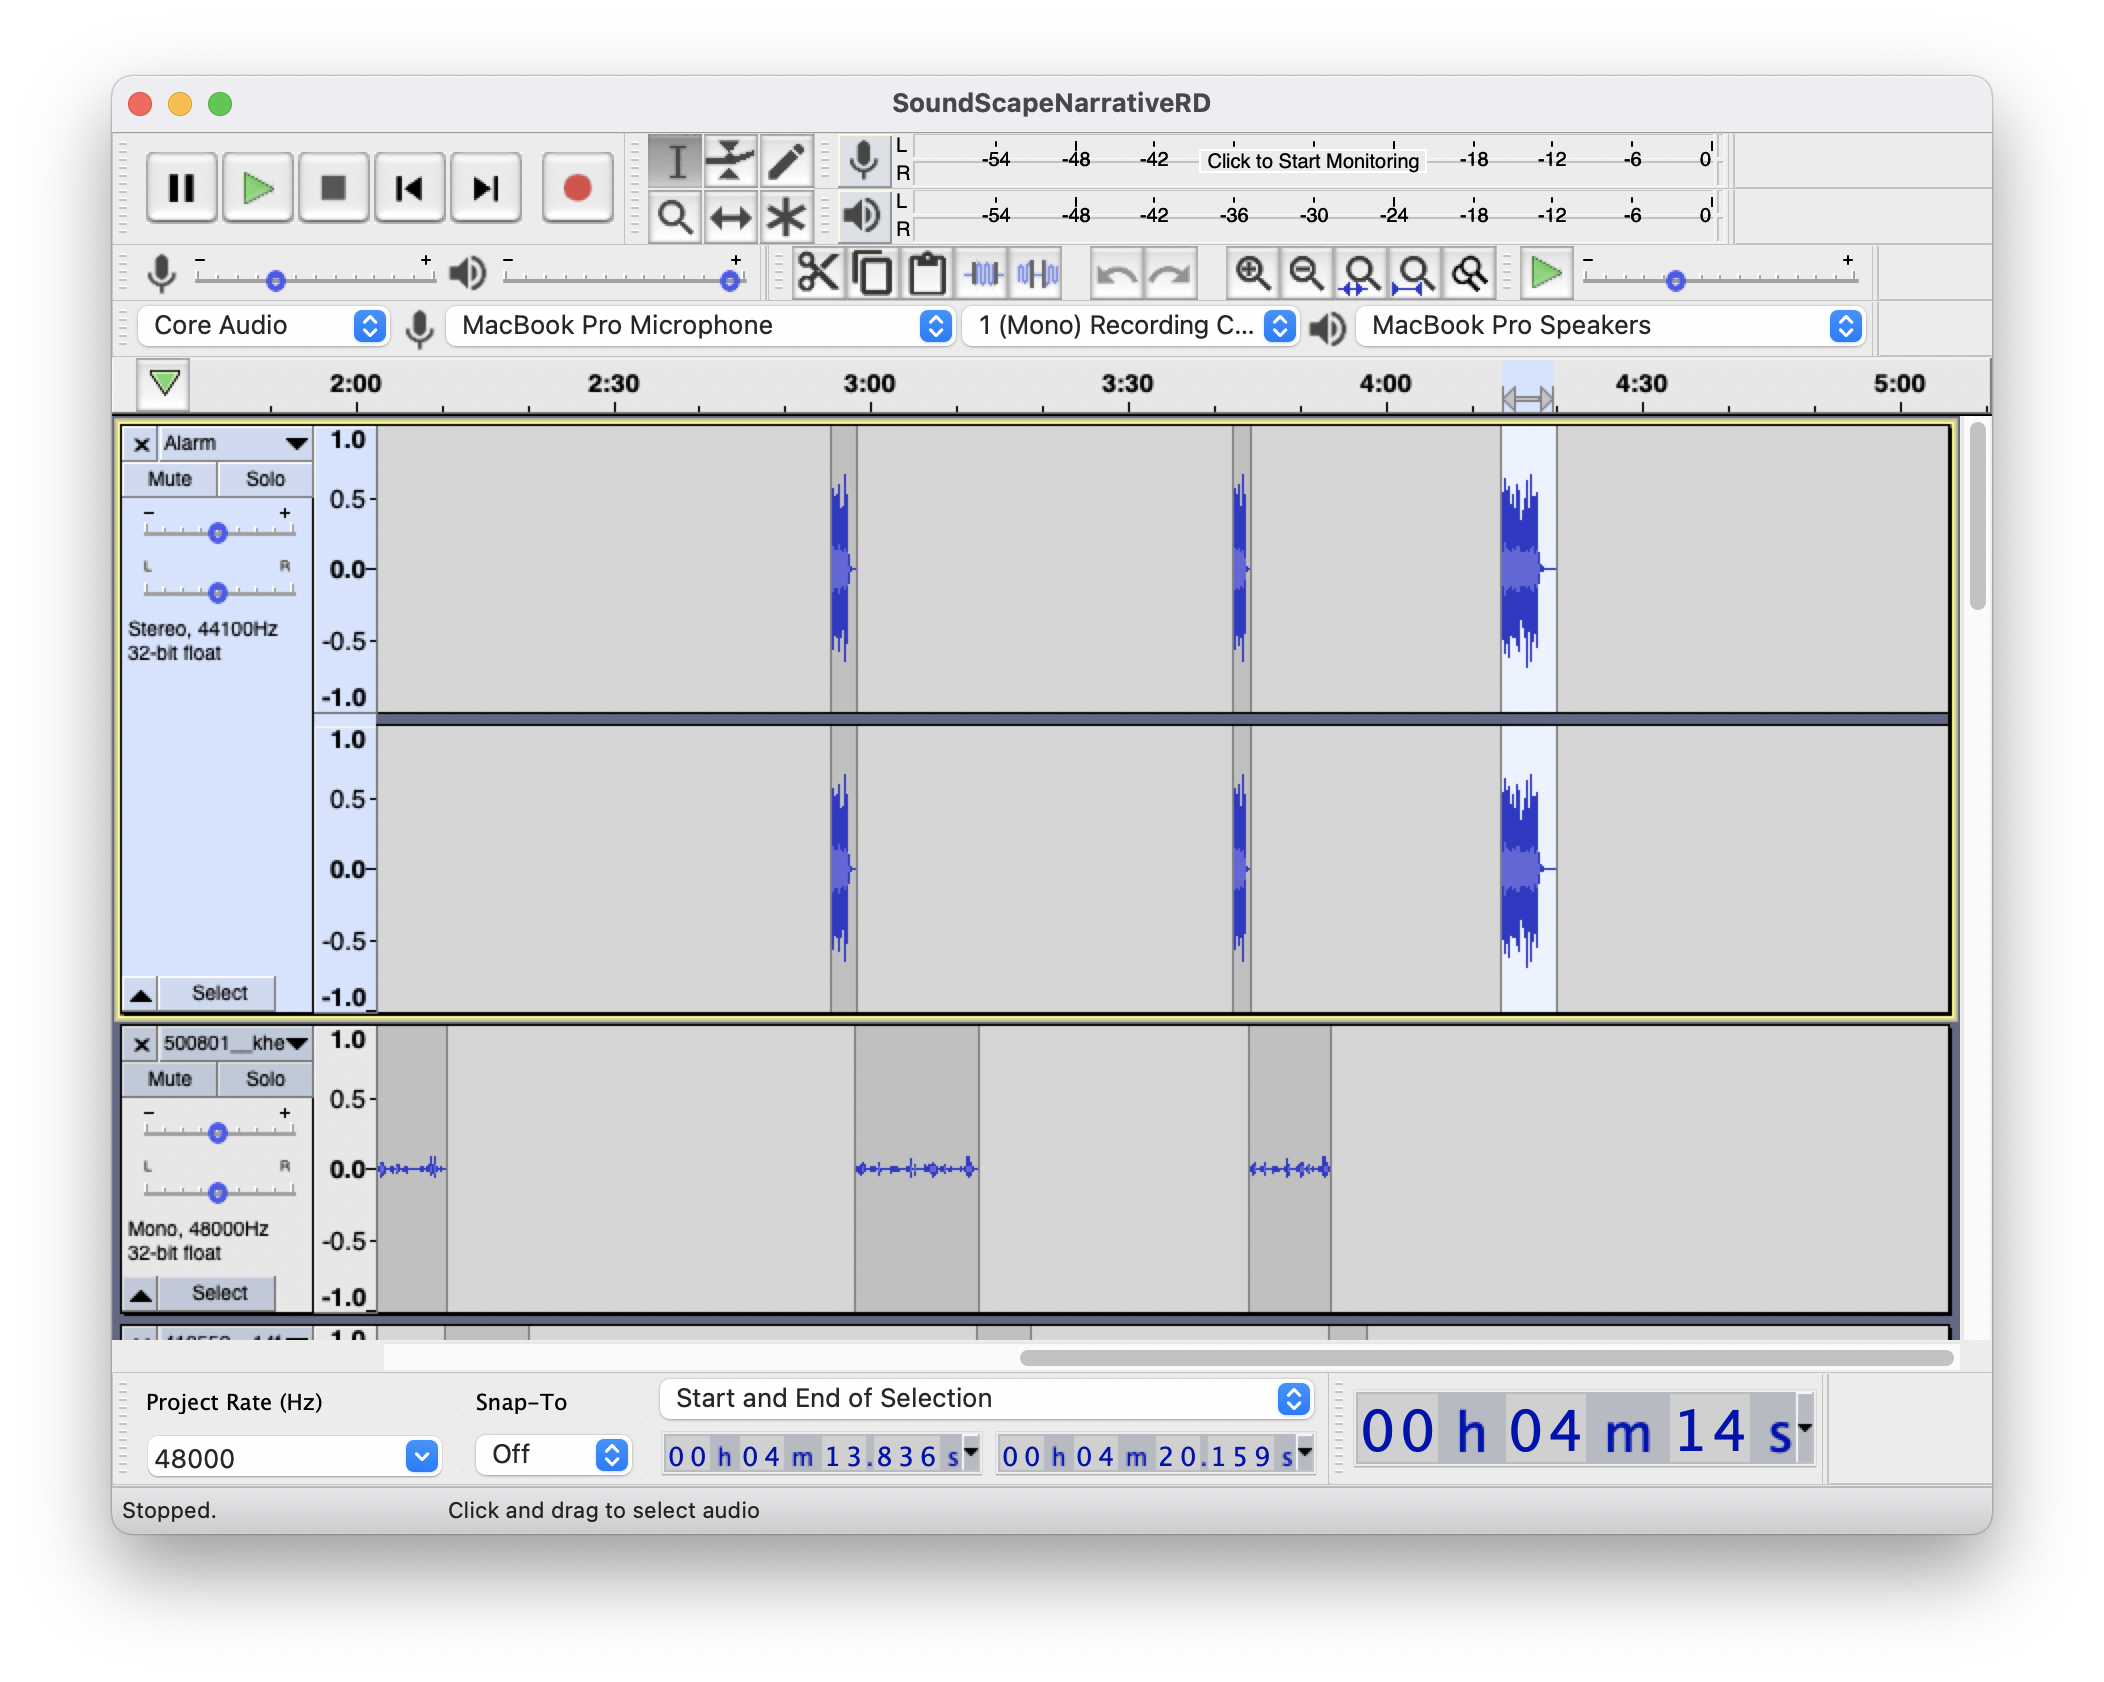 SoundScapeNarrativeRD
L
R
-54 -48 -42 Click to Start Monitoring -18 -12 -6 0
L
R
-54 -48 -42 -36 -30 -24 -18 -12 -6 0
- + - + - +
Core Audio MacBook Pro Microphone 1 (Mono) Recording C... MacBook Pro Speakers
2:00 2:30 3:00 3:30 4:00 4:30 5:00
Alarm
Mute Solo
- +
L R
Stereo, 44100Hz
32-bit float
Select
1.0
0.5
0.0
-0.5
-1.0
1.0
0.5
0.0
-0.5
-1.0
500801__khe
Mute Solo
- +
L R
Mono, 48000Hz
32-bit float
Select
1.0
0.5
0.0
-0.5
-1.0
1.0
Project Rate (Hz) Snap-To Start and End of Selection
48000 Off 00 h 04 m 13.836 s 00 h 04 m 20.159 s 00 h 04 m 14 s
Stopped. Click and drag to select audio